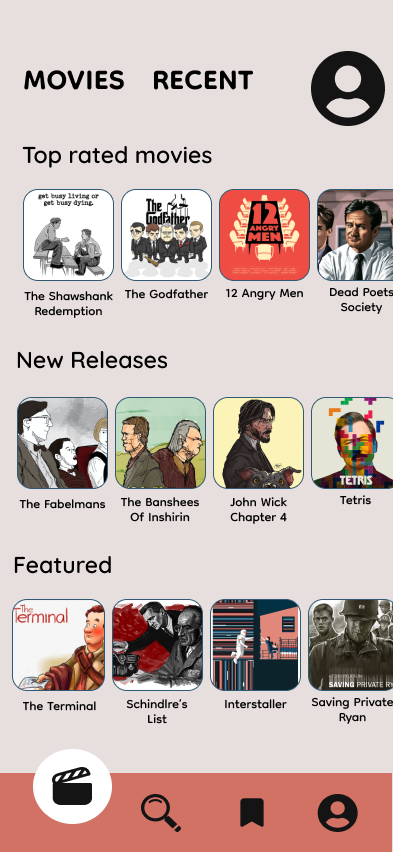 MOVIES RECENT
Top rated movies
get busy living or
get busy dying.
The
Godfather
12
ANGRY
MEN
The Shawshank
Redemption
The Godfather
12 Angry Men
Dead Poets
Society
New Releases
TETRIS
The Fabelmans
The Banshees
Of Inshirin
John Wick
Chapter 4
Tetris
Featured
The
Terminal
SAVING PRIVATE RY
The Terminal
Schindlre's
List
Interstaller
Saving Private
Ryan